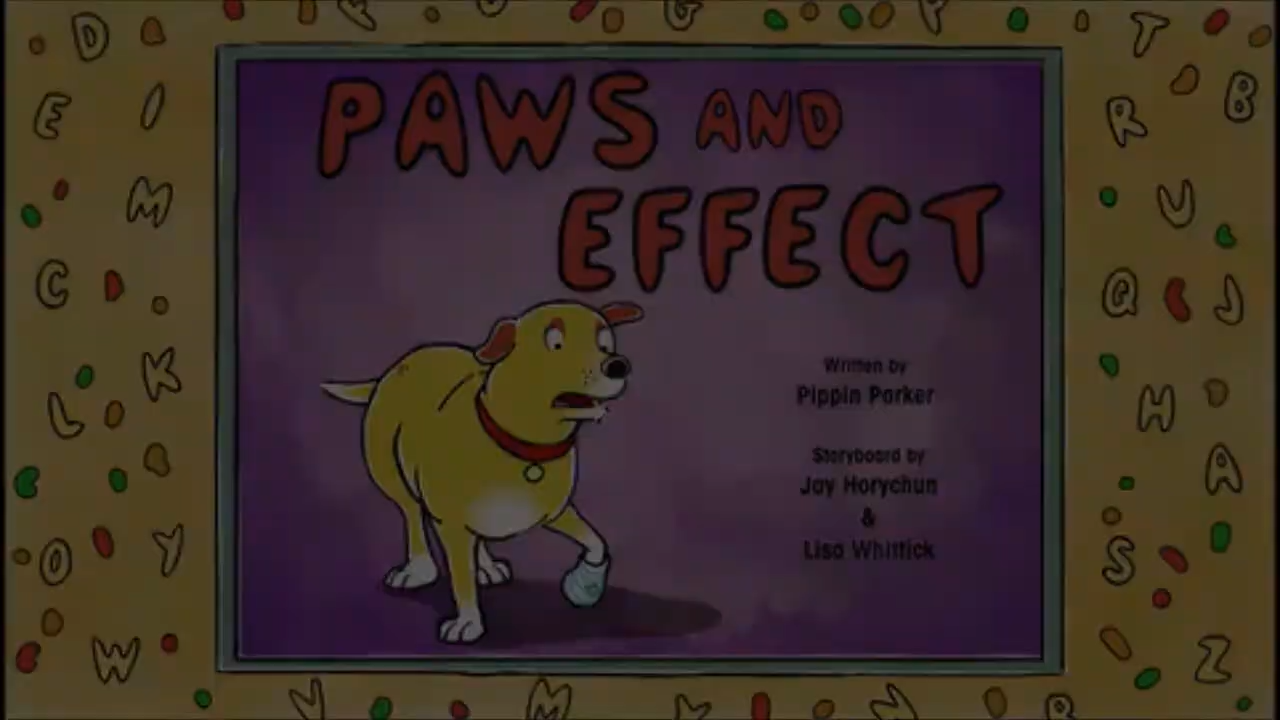 PAWS AND
EFFECT
Written by
Pippin Parker
Storyboard by
Jay Horychun
&
Lisa Whittick